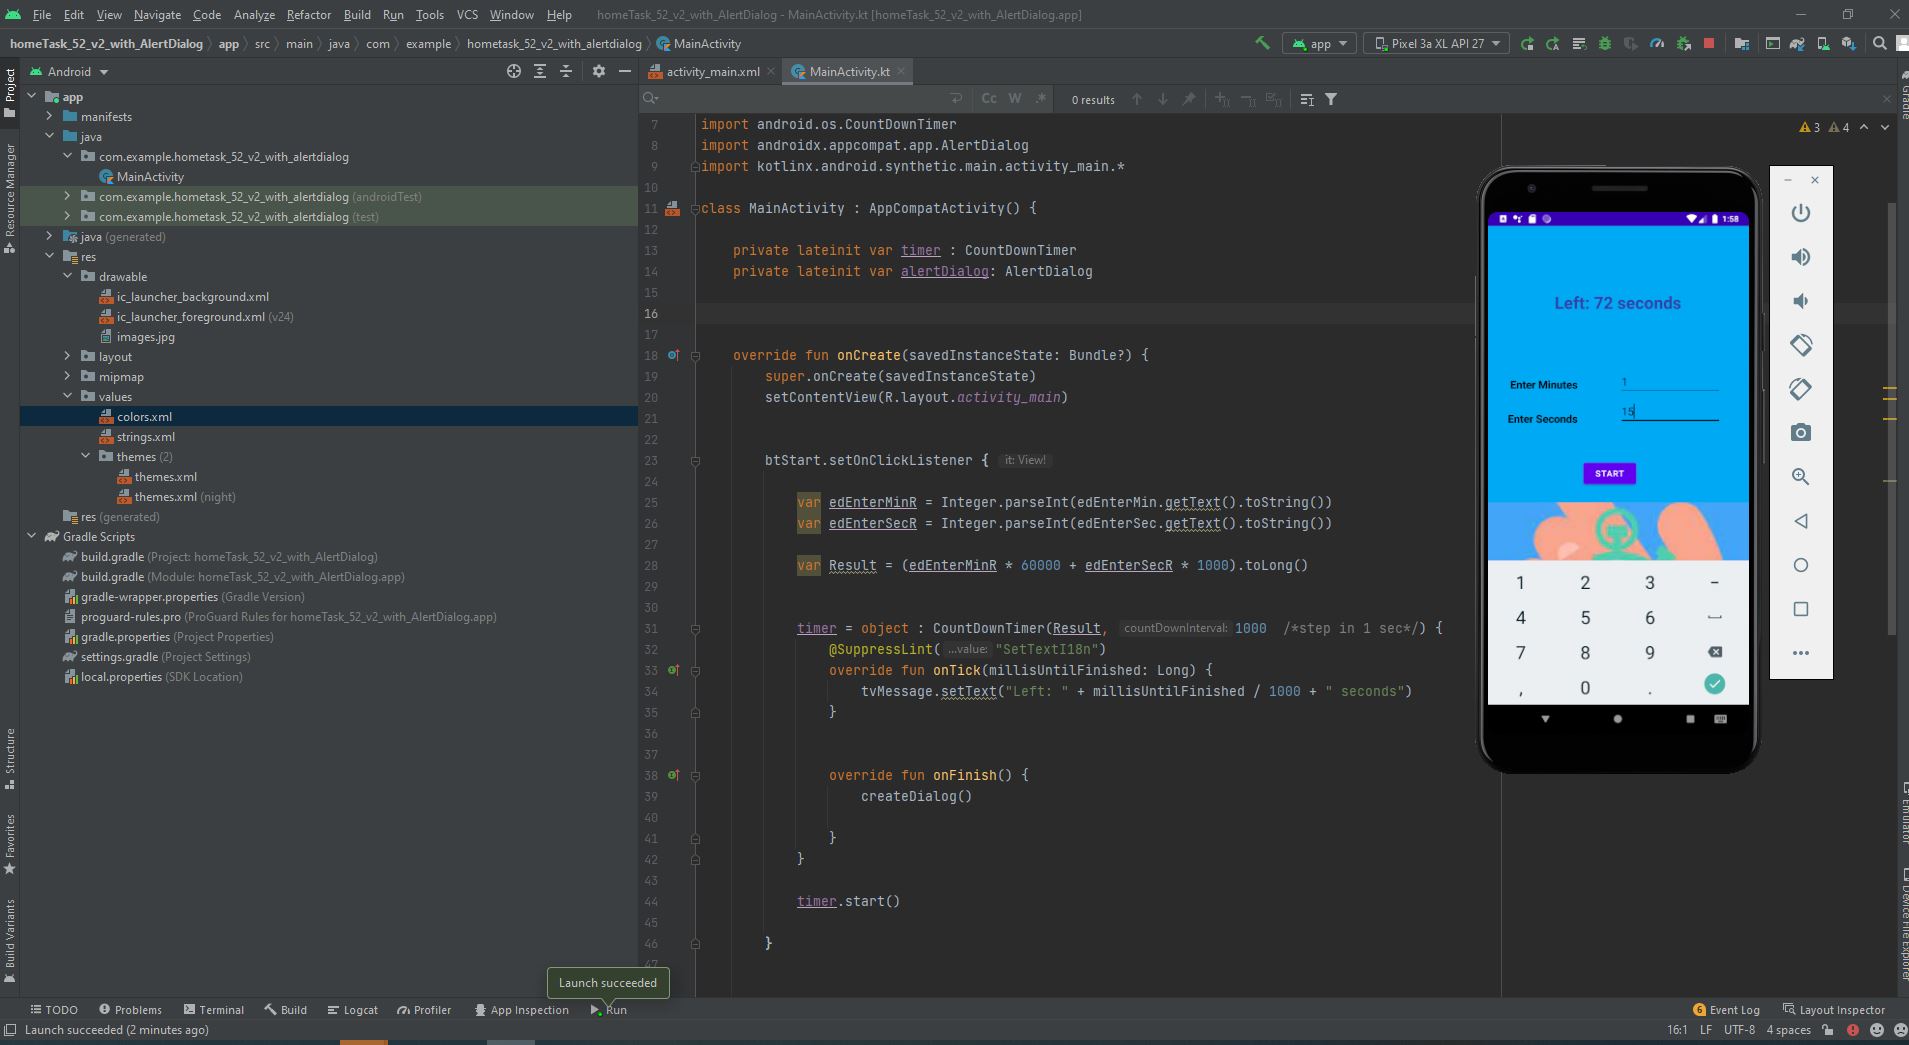 File Edit View Navigate Code Analyze Refactor Build Run Tools VCS Window Help homeTask_52_v2_with_AlertDialog - MainActivity.kt [homeTask_52_v2_with_AlertDialog.app]
homeTask_52_v2_with_AlertDialog app src main java com example hometask_52_v2_with_alertdialog MainActivity app Pixel 3a XL API 27
Project
Resource Manager
Structure
Favorites
Build Variants
Android
app
manifests
java
com.example.hometask_52_v2_with_alertdialog
MainActivity
com.example.hometask_52_v2_with_alertdialog (androidTest)
com.example.hometask_52_v2_with_alertdialog (test)
java (generated)
res
drawable
ic_launcher_background.xml
ic_launcher_foreground.xml (v24)
images.jpg
layout
mipmap
values
colors.xml
strings.xml
themes (2)
themes.xml
themes.xml (night)
res (generated)
Gradle Scripts
build.gradle (Project: homeTask_52_v2_with_AlertDialog)
build.gradle (Module: homeTask_52_v2_with_AlertDialog.app)
gradle-wrapper.properties (Gradle Version)
proguard-rules.pro (ProGuard Rules for homeTask_52_v2_with_AlertDialog.app)
gradle.properties (Project Properties)
settings.gradle (Project Settings)
local.properties (SDK Location)
activity_main.xml MainActivity.kt
Cc W .* 0 results
3 4
7 import android.os.CountDownTimer
8 import androidx.appcompat.app.AlertDialog
9 import kotlinx.android.synthetic.main.activity_main.*
10
11 class MainActivity : AppCompatActivity() {
12
13 private lateinit var timer : CountDownTimer
14 private lateinit var alertDialog: AlertDialog
15
16
17
18 override fun onCreate(savedInstanceState: Bundle?) {
19 super.onCreate(savedInstanceState)
20 setContentView(R.layout.activity_main)
21
22
23 btStart.setOnClickListener { it: View!
24
25 var edEnterMinR = Integer.parseInt(edEnterMin.getText().toString())
26 var edEnterSecR = Integer.parseInt(edEnterSec.getText().toString())
27
28 var Result = (edEnterMinR * 60000 + edEnterSecR * 1000).toLong()
29
30
31 timer = object : CountDownTimer(Result, countDownInterval: 1000 /*step in 1 sec*/) {
32 @SuppressLint( ...value: "SetTextI18n")
33 override fun onTick(millisUntilFinished: Long) {
34 tvMessage.setText("Left: " + millisUntilFinished / 1000 + " seconds")
35 }
36
37
38 override fun onFinish() {
39 createDialog()
40
41 }
42 }
43
44 timer.start()
45
46 }
47
1:58
Left: 72 seconds
Enter Minutes 1
Enter Seconds 15
START
1 2 3 -
4 5 6
7 8 9
, 0 .
Gradle
Emulator
Device File Explorer
Launch succeeded
TODO Problems Terminal Build Logcat Profiler App Inspection Run 6 Event Log Layout Inspector
Launch succeeded (2 minutes ago) 16:1 LF UTF-8 4 spaces